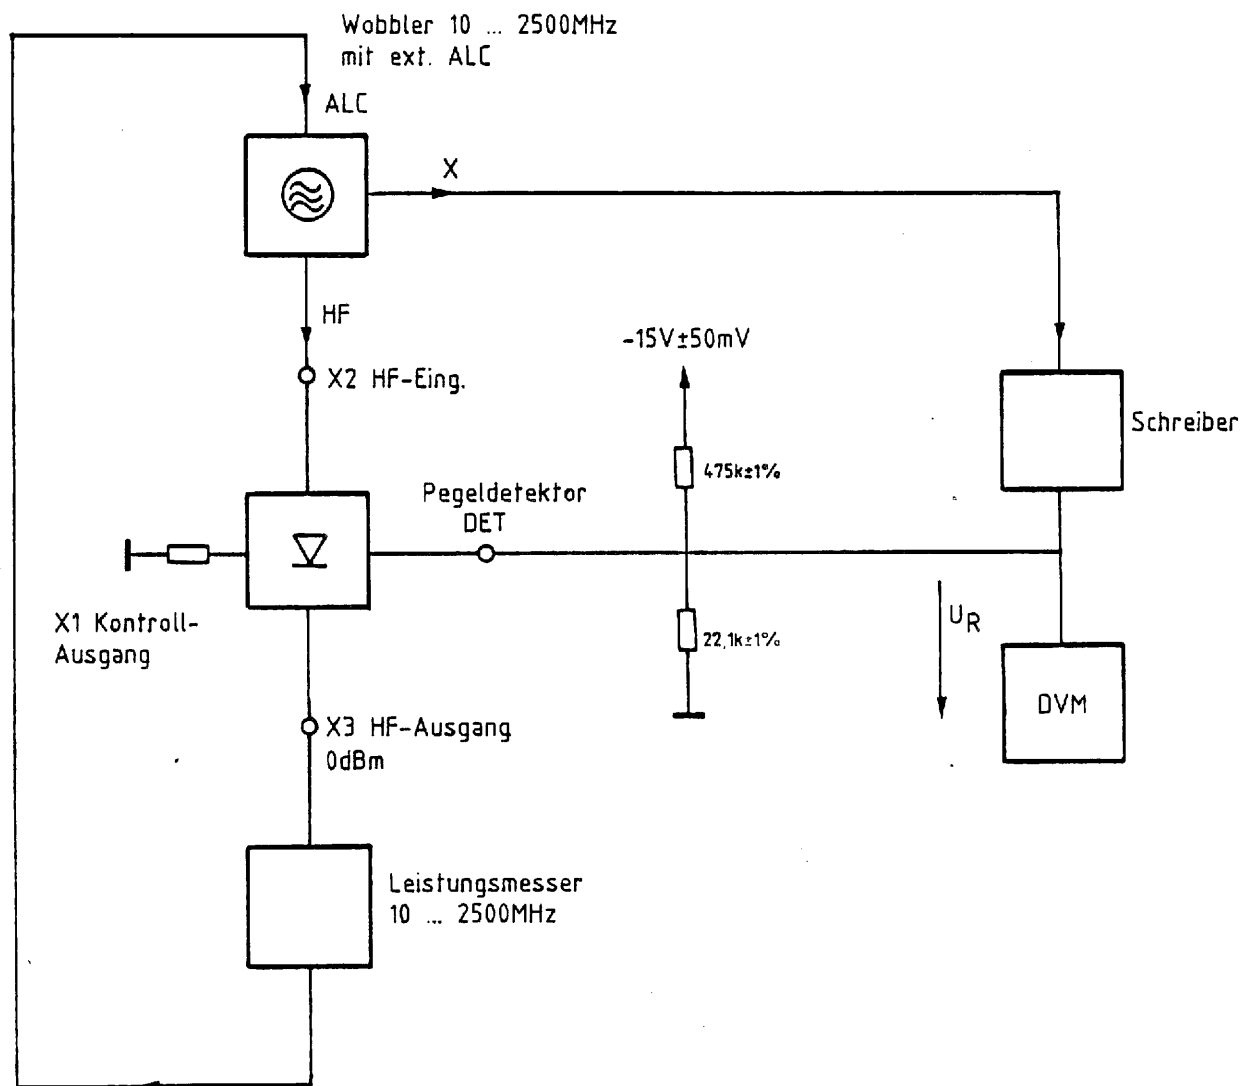 Wobbler 10 ... 2500MHz
mit ext. ALC
ALC
X
HF
X2 HF-Eing.
-15V±50mV
475k±1%
Schreiber
Pegeldetektor
DET
X1 Kontroll-
Ausgang
22,1k±1%
UR
DVM
X3 HF-Ausgang
0dBm
Leistungsmesser
10 ... 2500MHz